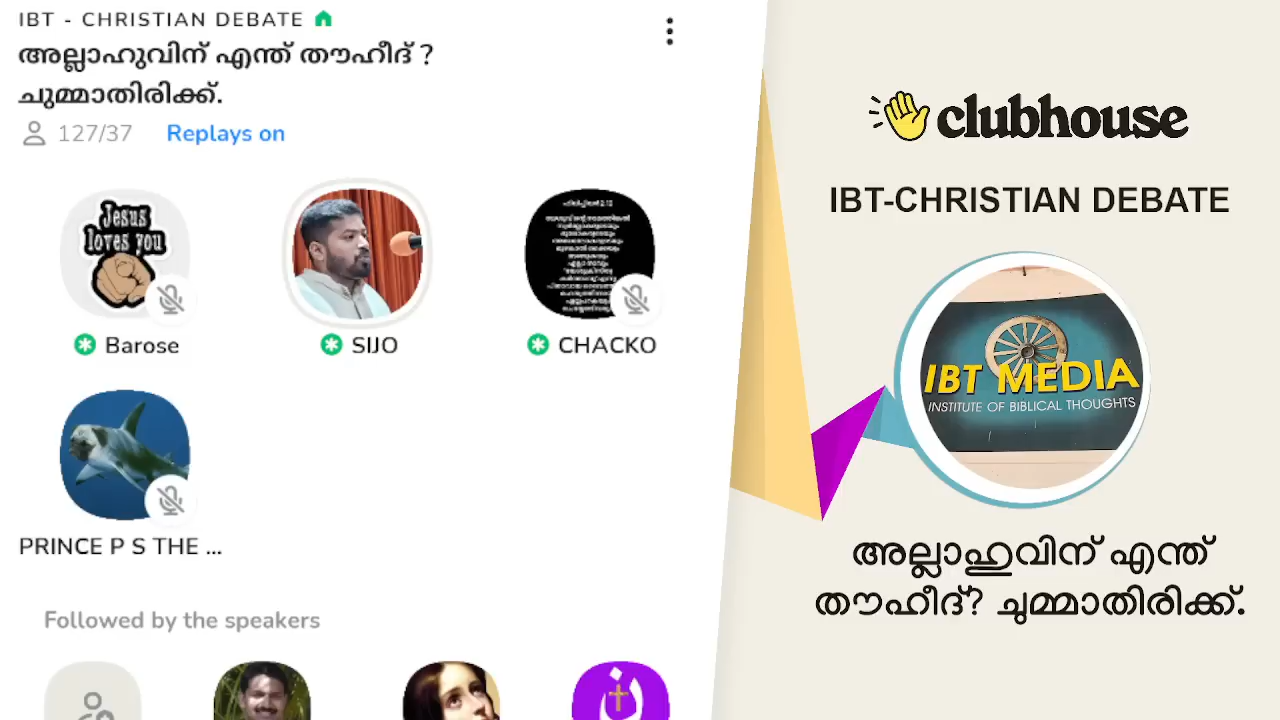 IBT - CHRISTIAN DEBATE
അല്ലാഹുവിന് എന്ത് തൗഹീദ് ?
ചുമ്മാതിരിക്ക്.
127/37 Replays on
Jesus
loves you
Barose
SIJO
CHACKO
PRINCE P S THE ...
Followed by the speakers
clubhouse
IBT-CHRISTIAN DEBATE
IBT MEDIA
INSTITUTE OF BIBLICAL THOUGHTS
അല്ലാഹുവിന് എന്ത്
തൗഹീദ്? ചുമ്മാതിരിക്ക്.